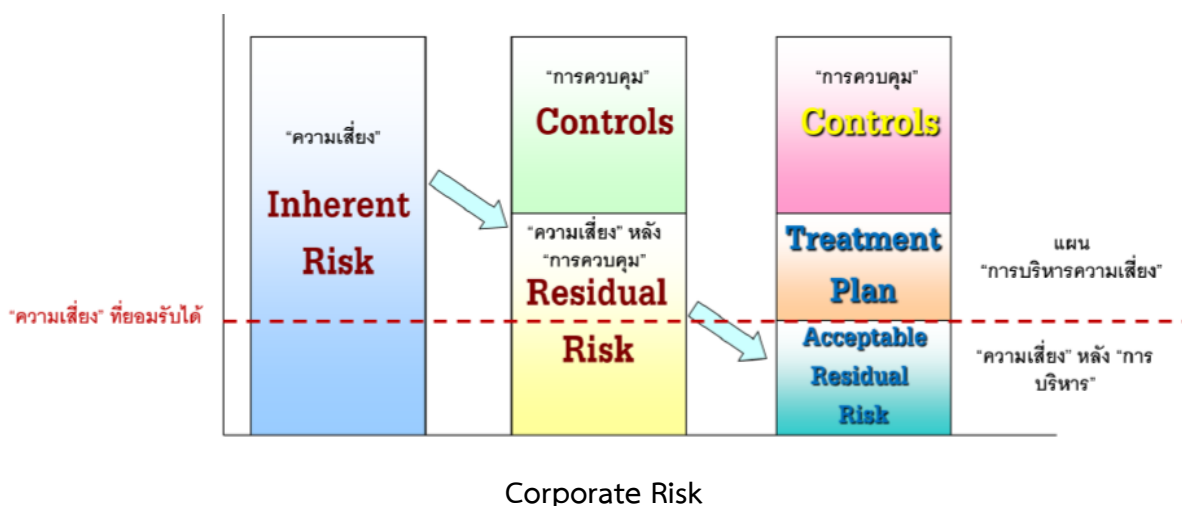 "ความเสี่ยง"
Inherent
Risk
"การควบคุม"
Controls
"ความเสี่ยง" หลัง
"การควบคุม"
Residual
Risk
"การควบคุม"
Controls
Treatment
Plan
Acceptable
Residual
Risk
แผน
"การบริหารความเสี่ยง"
"ความเสี่ยง" ที่ยอมรับได้
"ความเสี่ยง" หลัง "การ
บริหาร"
Corporate Risk